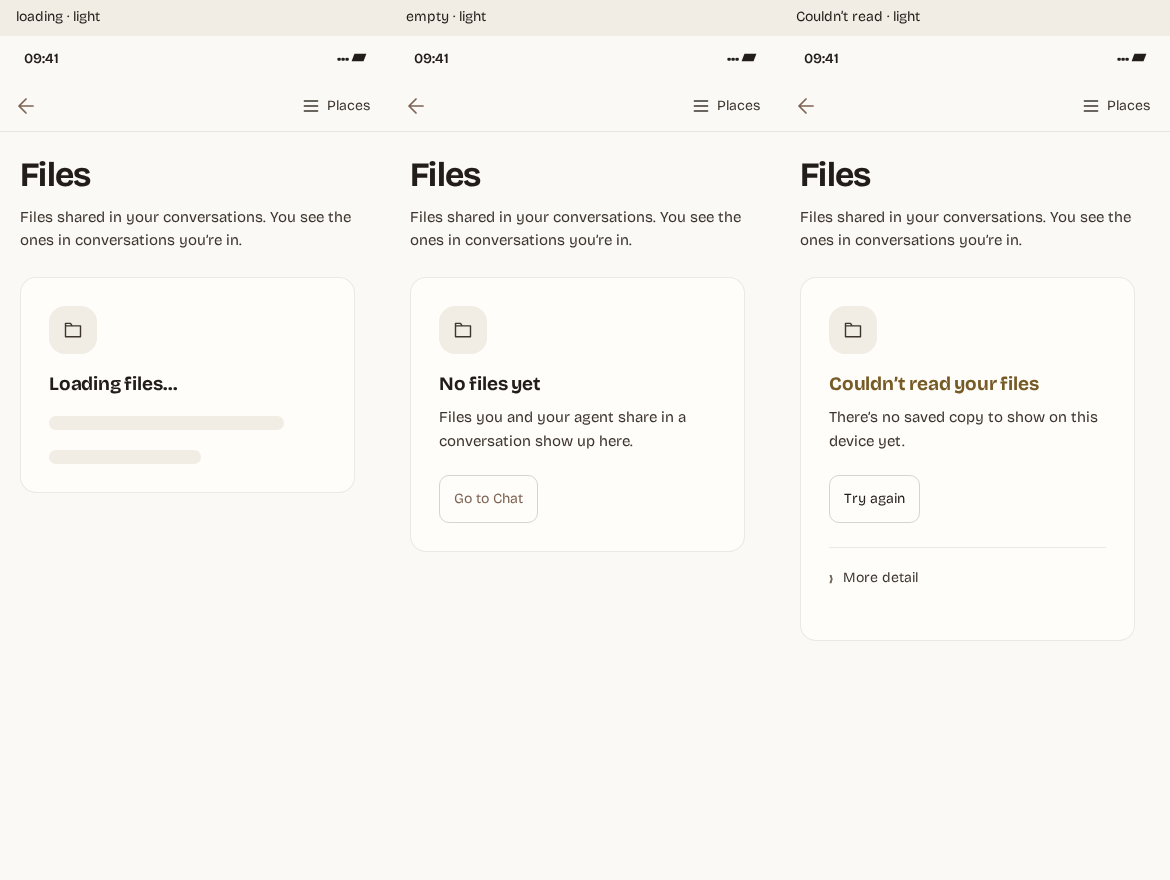 loading · light
09:41
Places
Files
Files shared in your conversations. You see the
ones in conversations you're in.
Loading files…
empty · light
09:41
Places
Files
Files shared in your conversations. You see the
ones in conversations you're in.
No files yet
Files you and your agent share in a
conversation show up here.
Go to Chat
Couldn't read · light
09:41
Places
Files
Files shared in your conversations. You see the
ones in conversations you're in.
Couldn't read your files
There's no saved copy to show on this
device yet.
Try again
More detail